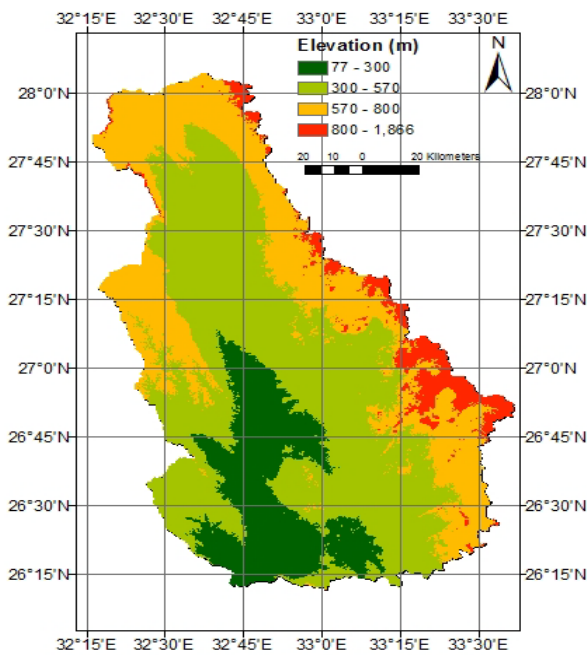 32°15'E 32°30'E 32°45'E 33°0'E 33°15'E 33°30'E
Elevation (m)
N
77 - 300
300 - 570
570 - 800
800 - 1,866
20 10 0 20 Kilometers
28°0'N 28°0'N
27°45'N 27°45'N
27°30'N 27°30'N
27°15'N 27°15'N
27°0'N 27°0'N
26°45'N 26°45'N
26°30'N 26°30'N
26°15'N 26°15'N
32°15'E 32°30'E 32°45'E 33°0'E 33°15'E 33°30'E